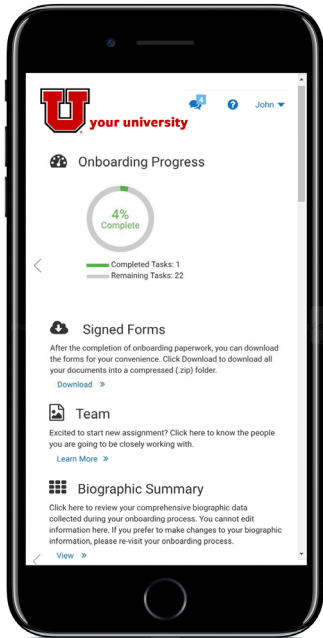 U
your university
4
?
John
Onboarding Progress
4%
Complete
Completed Tasks: 1
Remaining Tasks: 22
Signed Forms
After the completion of onboarding paperwork, you can download
the forms for your convenience. Click Download to download all
your documents into a compressed (.zip) folder.
Download »
Team
Excited to start new assignment? Click here to know the people
you are going to be closely working with.
Learn More »
Biographic Summary
Click here to review your comprehensive biographic data
collected during your onboarding process. You cannot edit
information here. If you prefer to make changes to your biographic
information, please re-visit your onboarding process.
View »